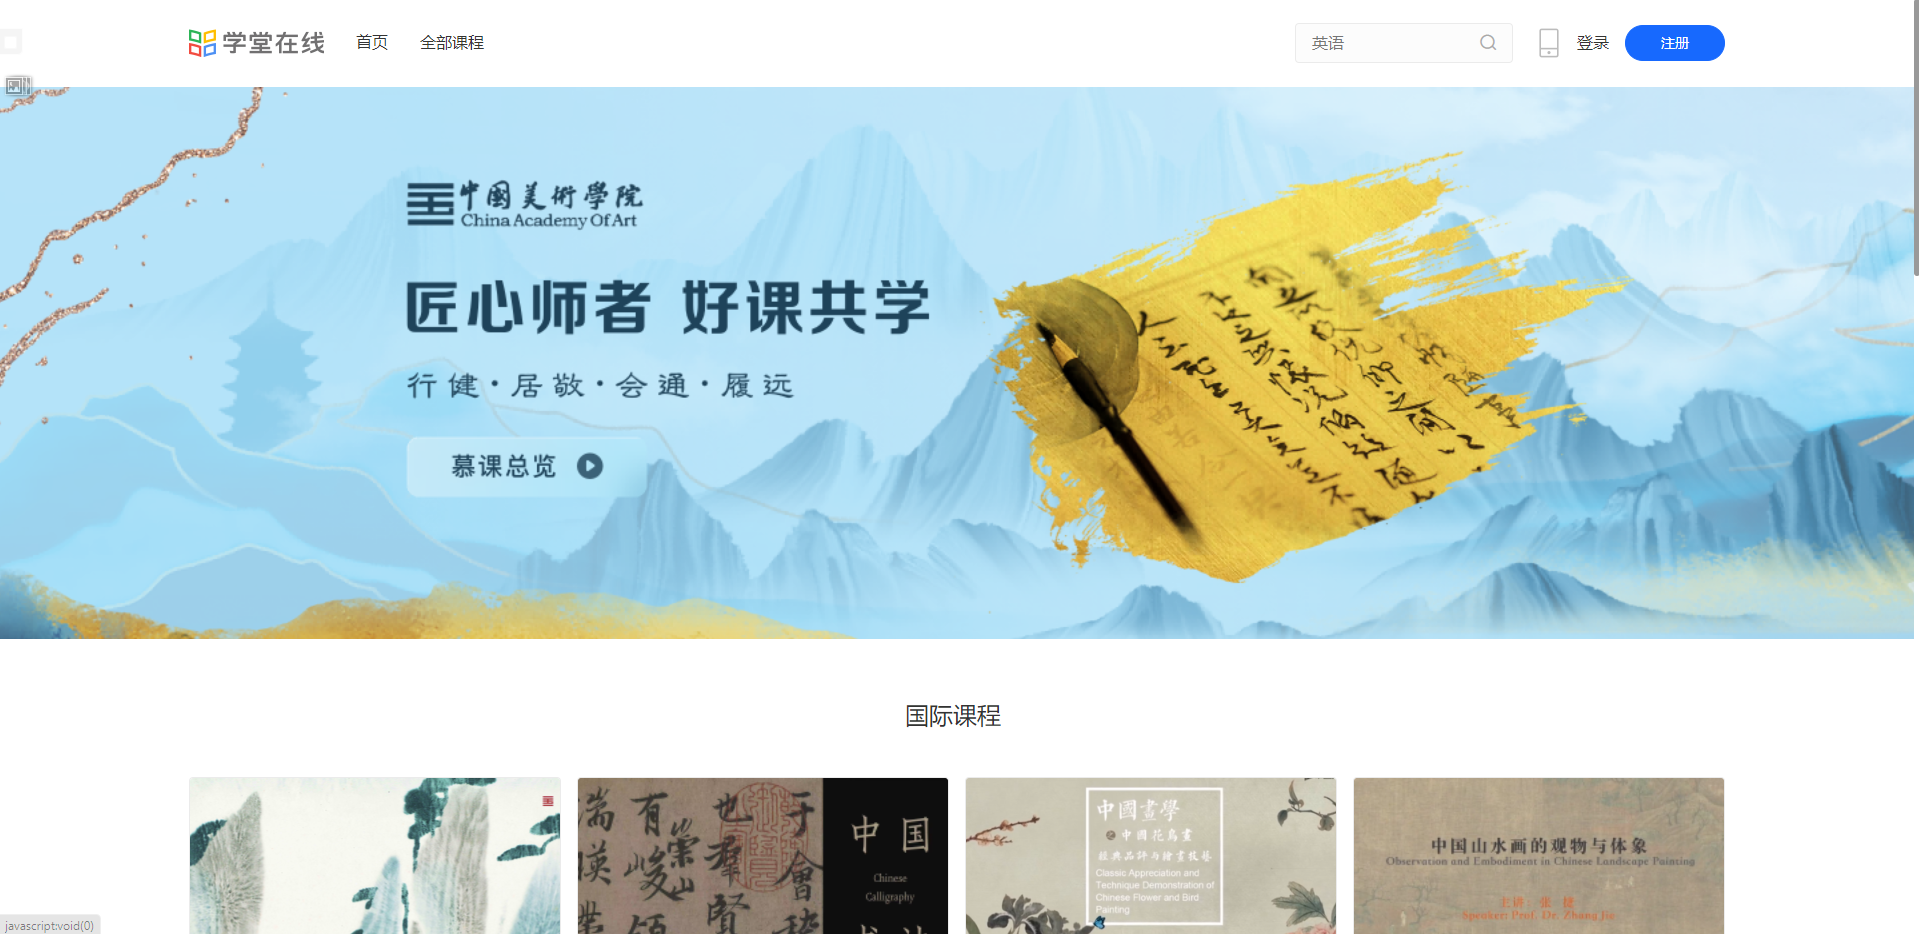 学堂在线
首页
全部课程
英语
登录
注册
中國美術學院
China Academy Of Art
匠心师者 好课共学
行健·居敬·会通·履远
慕课总览
国际课程
中国
Chinese
Calligraphy
书法
中國畫學
之中國花鳥畫
經典品評与繪畫技藝
Classic Appreciation and
Technique Demonstration of
Chinese Flower and Bird
Painting
中国山水画的观物与体象
Observation and Embodiment in Chinese Landscape Painting
主讲：张捷
Speaker: Prof. Dr. Zhang Jie
javascript:void(0)